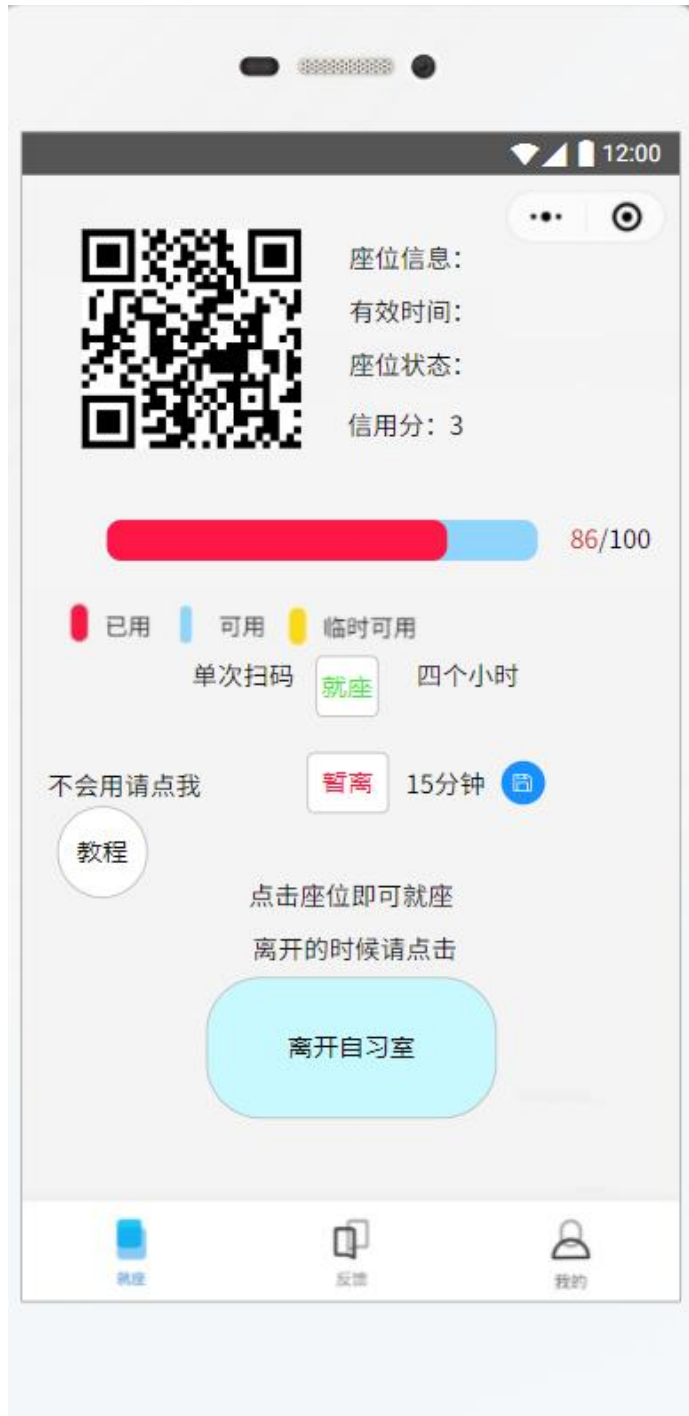 12:00
座位信息：
有效时间：
座位状态：
信用分：3
86/100
已用 可用 临时可用
单次扫码 就座 四个小时
不会用请点我 暂离 15分钟
教程
点击座位即可就座
离开的时候请点击
离开自习室
就座 反馈 我的